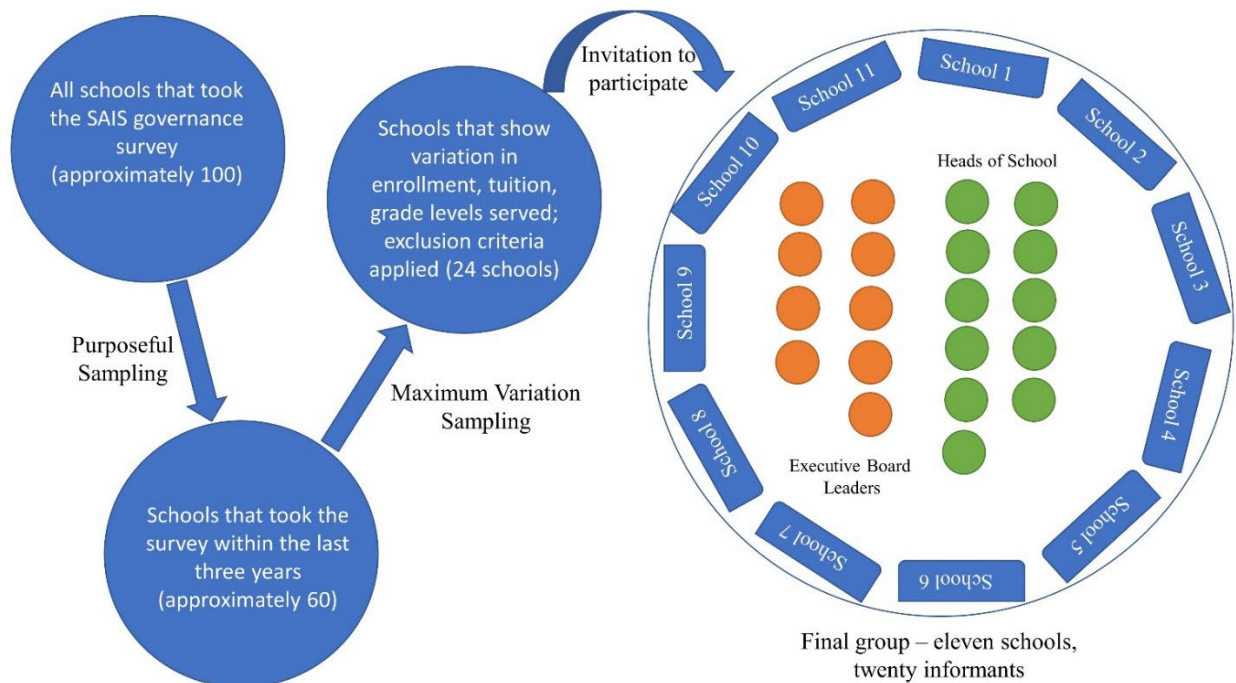 All schools that took
the SAIS governance
survey
(approximately 100)
Purposeful
Sampling
Schools that took the
survey within the last
three years
(approximately 60)
Maximum Variation
Sampling
Schools that show
variation in
enrollment, tuition,
grade levels served;
exclusion criteria
applied (24 schools)
Invitation to
participate
School 1
School 2
School 3
School 4
School 5
School 6
School 7
School 8
School 9
School 10
School 11
Heads of School
Executive Board
Leaders
Final group – eleven schools,
twenty informants